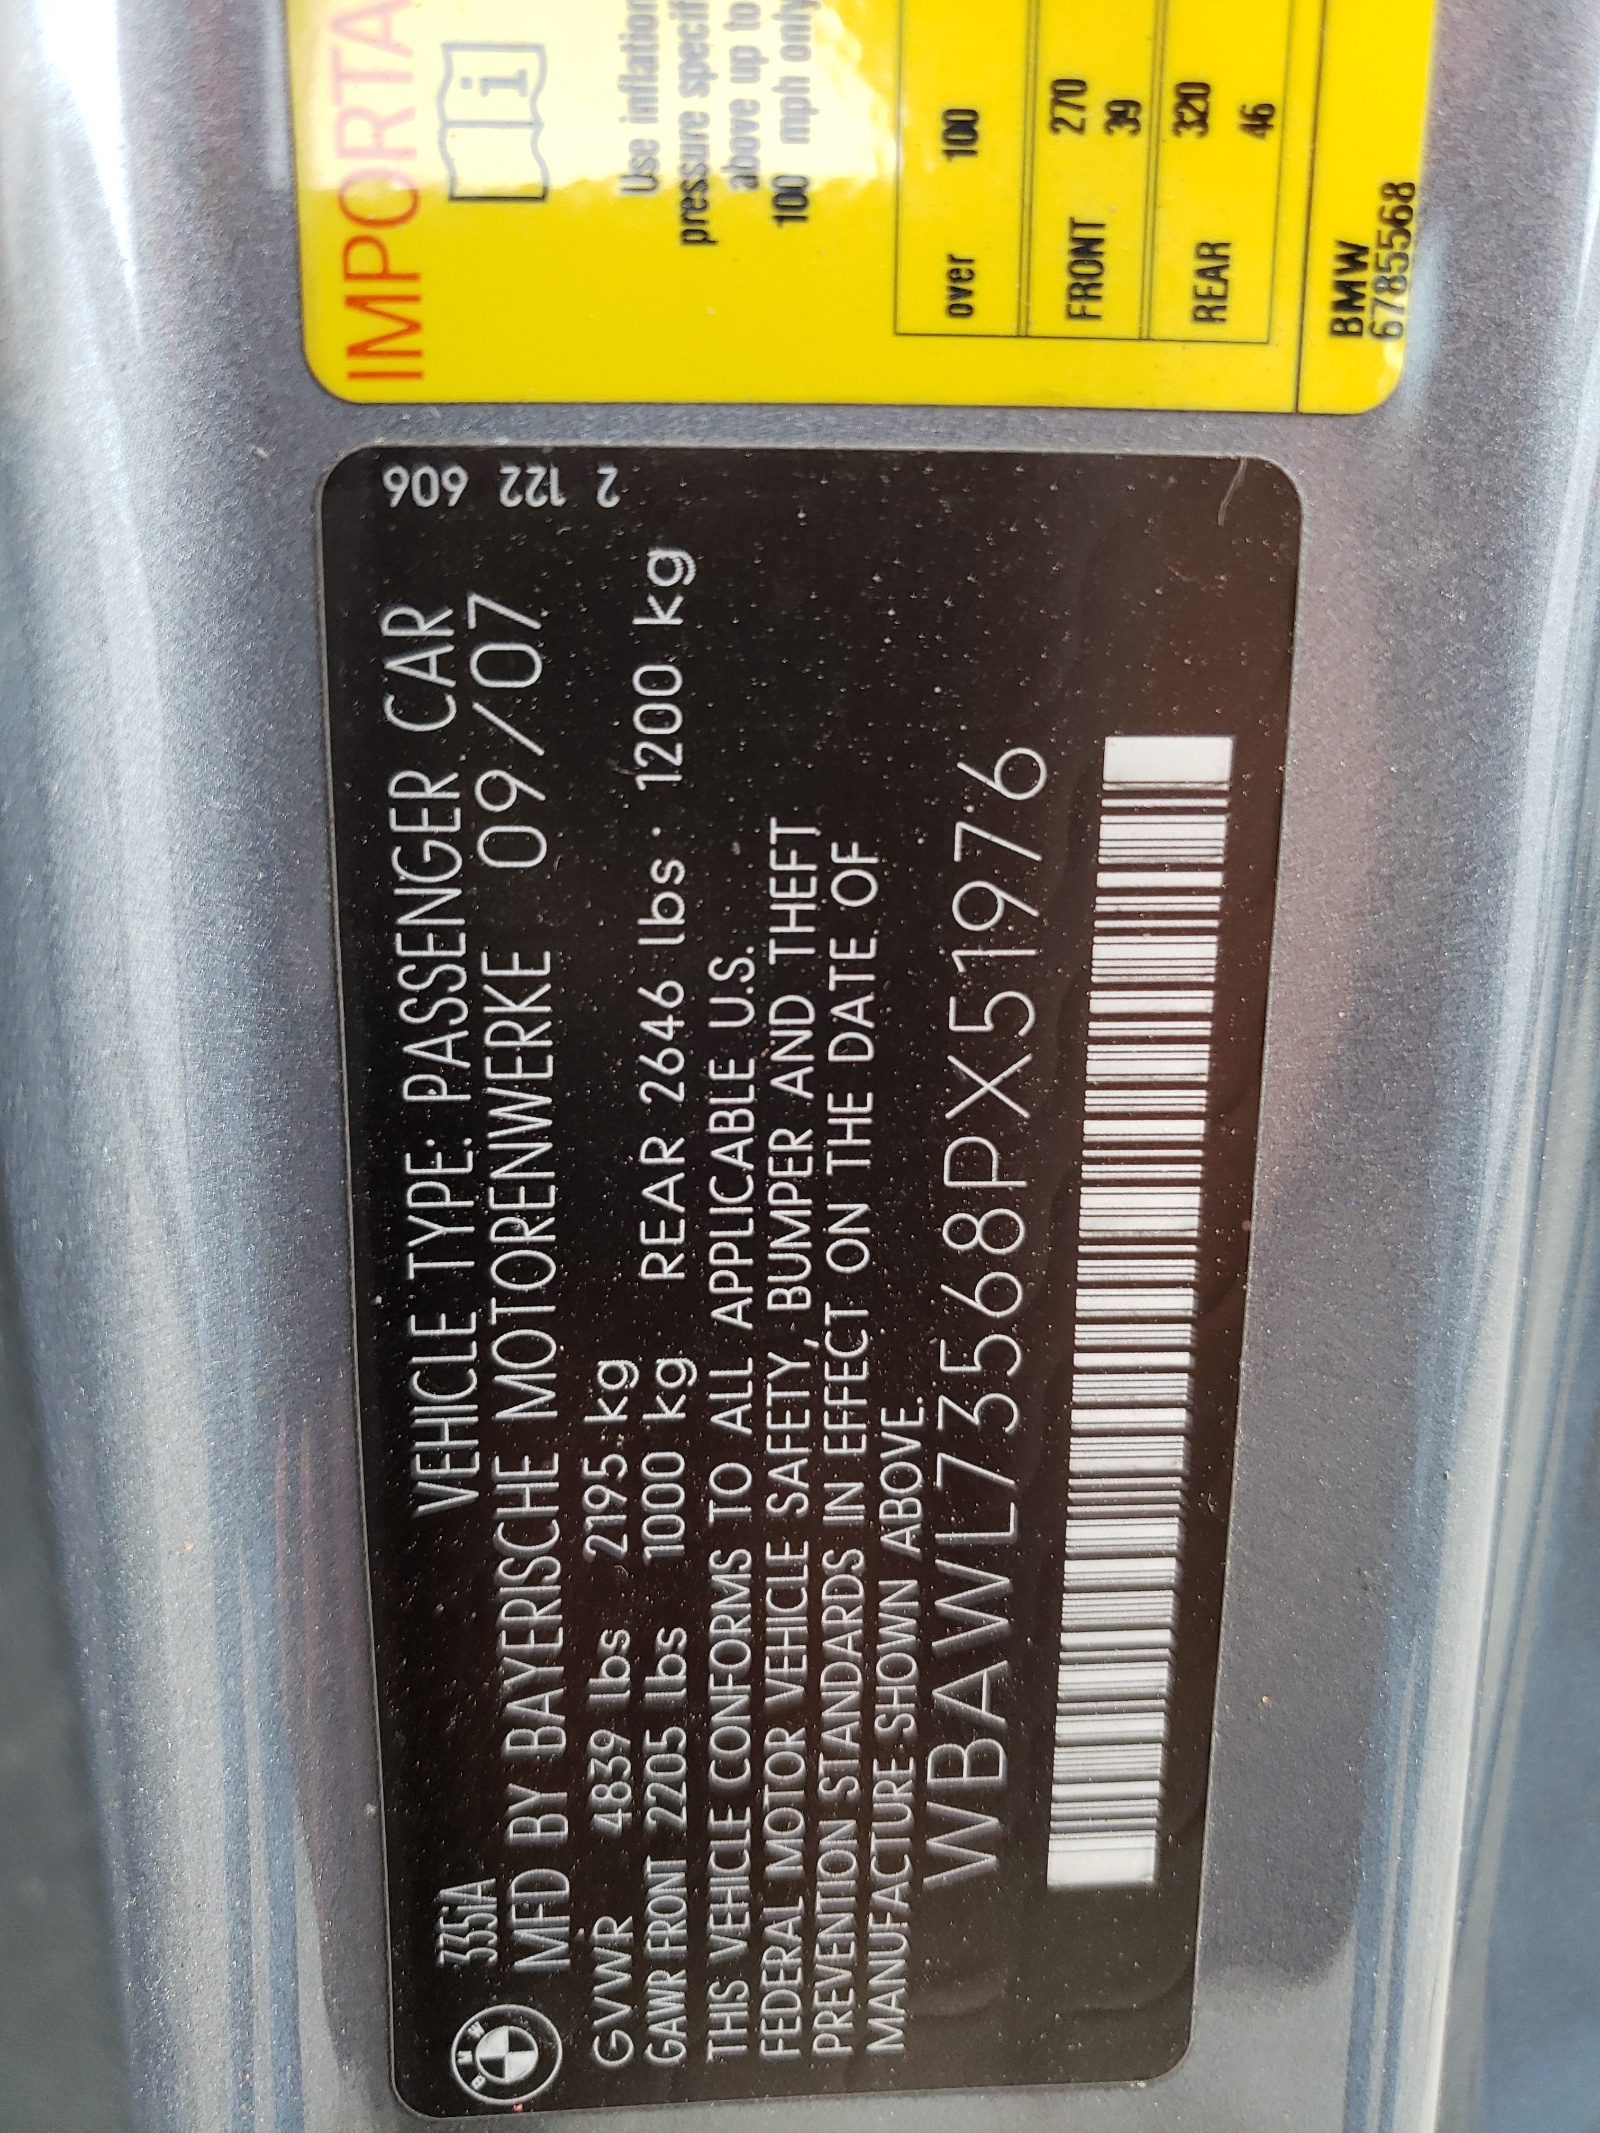 335iA VEHICLE TYPE: PASSENGER CAR
MFD BY BAYERISCHE MOTORENWERKE 09/07
GVWR 4839 lbs 2195 kg
GAWR FRONT 2205 lbs 1000 kg REAR 2646 lbs 1200 kg
THIS VEHICLE CONFORMS TO ALL APPLICABLE U.S.
FEDERAL MOTOR VEHICLE SAFETY, BUMPER AND THEFT
PREVENTION STANDARDS IN EFFECT ON THE DATE OF
MANUFACTURE SHOWN ABOVE.
WBAWL73568PX51976
2 122 606
BMW
IMPORTA
i
Use inflation
pressure specif
above up to
100 mph only
over 100
FRONT 270
39
REAR 320
46
BMW
6785568